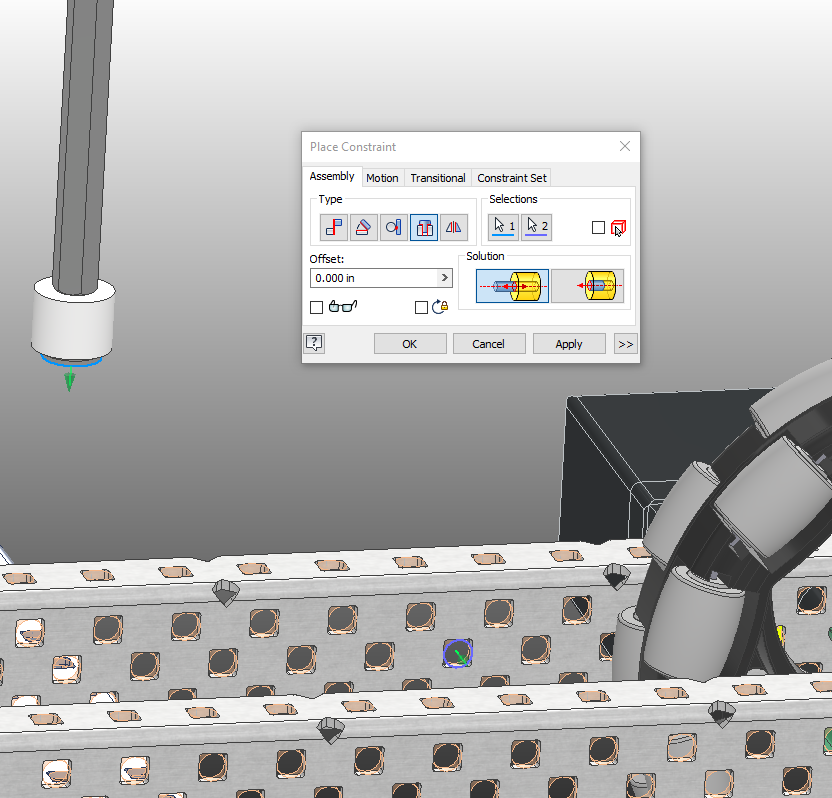 Place Constraint
Assembly Motion Transitional Constraint Set
Type
Selections
1 2
Offset:
0.000 in >
Solution
?
OK Cancel Apply >>